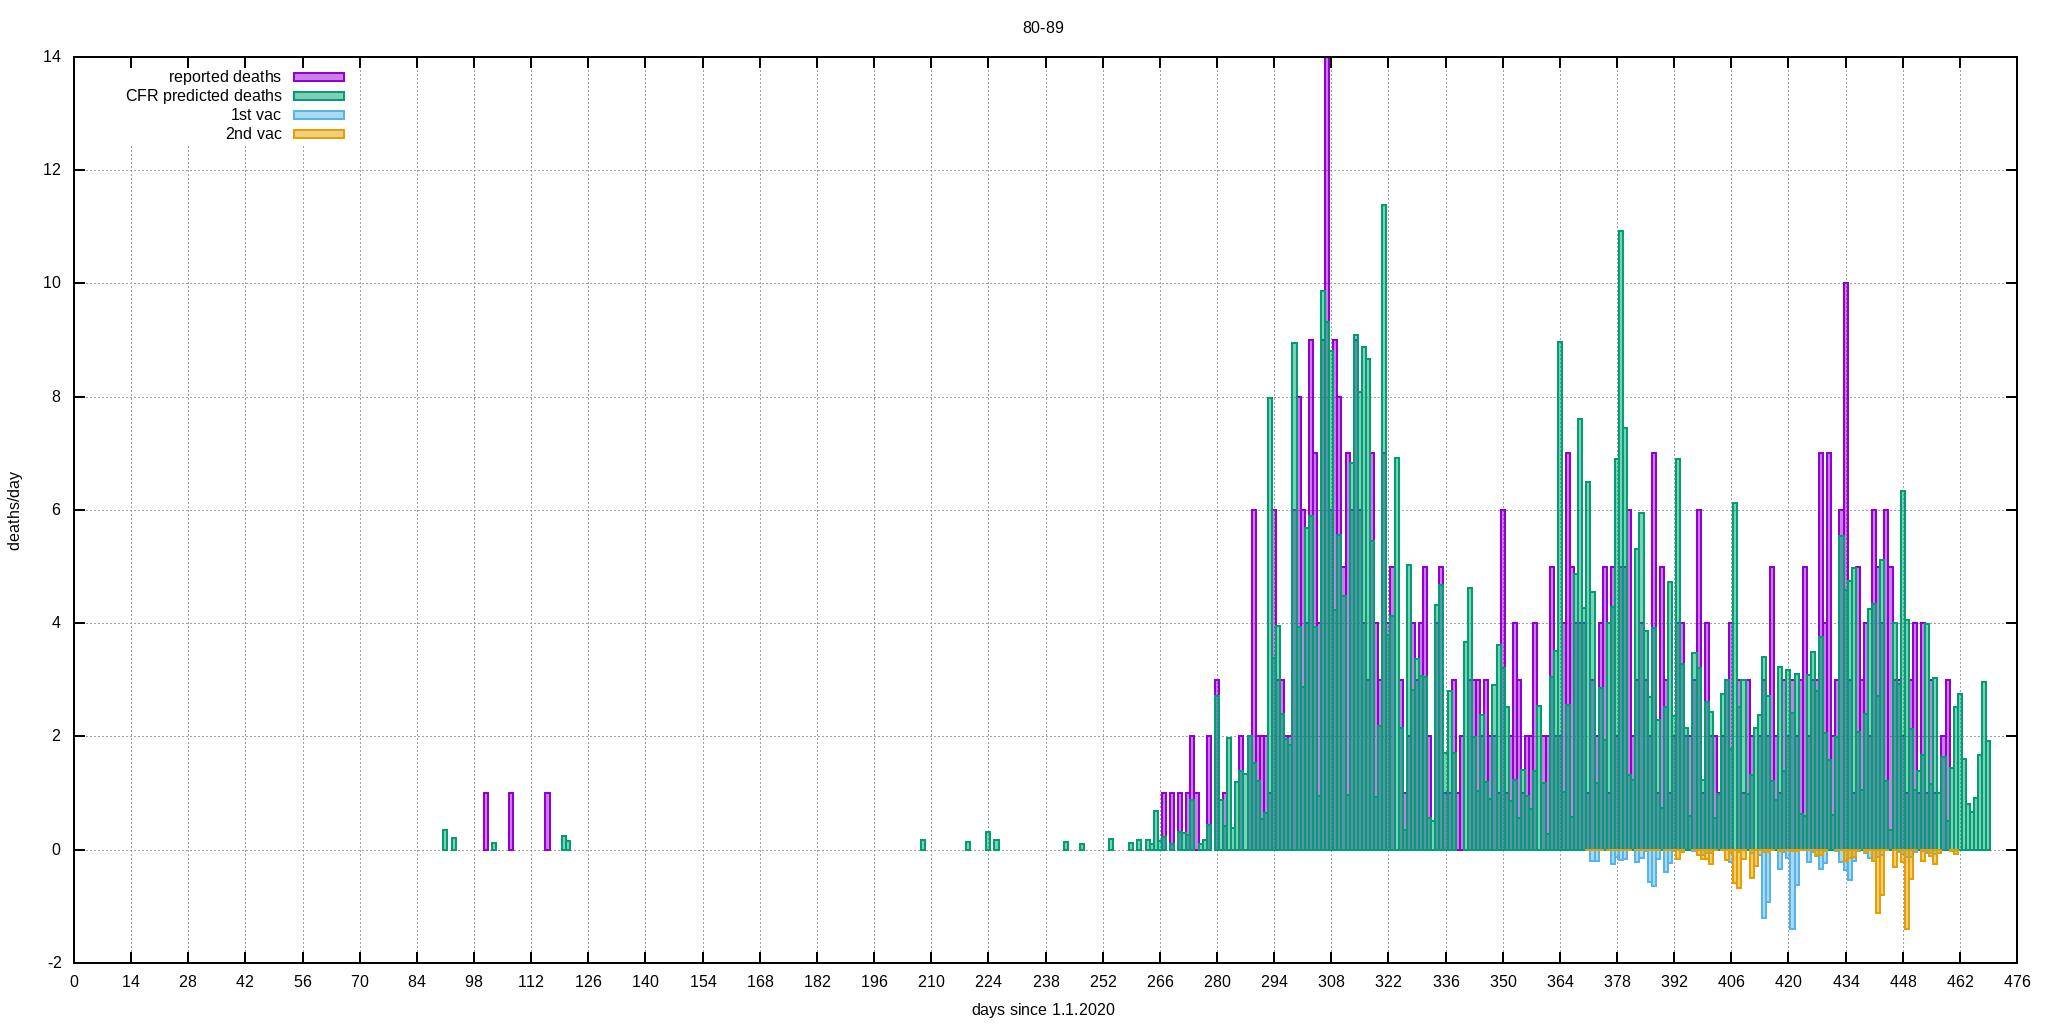 80-89
14
reported deaths
CFR predicted deaths
1st vac
2nd vac
12
10
8
6
4
2
0
-2
deaths/day
0 14 28 42 56 70 84 98 112 126 140 154 168 182 196 210 224 238 252 266 280 294 308 322 336 350 364 378 392 406 420 434 448 462 476
days since 1.1.2020